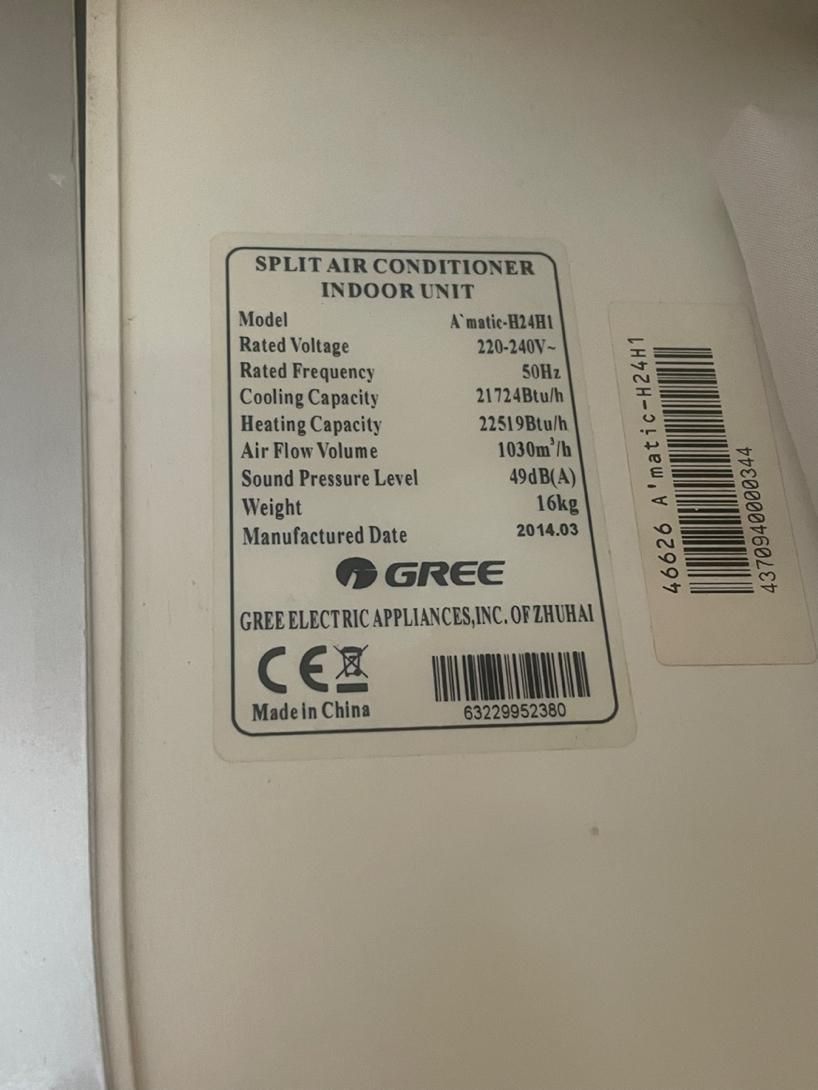 SPLIT AIR CONDITIONER
INDOOR UNIT
Model A`matic-H24H1
Rated Voltage 220-240V~
Rated Frequency 50Hz
Cooling Capacity 21724Btu/h
Heating Capacity 22519Btu/h
Air Flow Volume 1030m³/h
Sound Pressure Level 49dB(A)
Weight 16kg
Manufactured Date 2014.03
GREE
GREE ELECTRIC APPLIANCES,INC. OF ZHUHAI
CE
Made in China
63229952380
46626 A'matic-H24H1
4370940000344